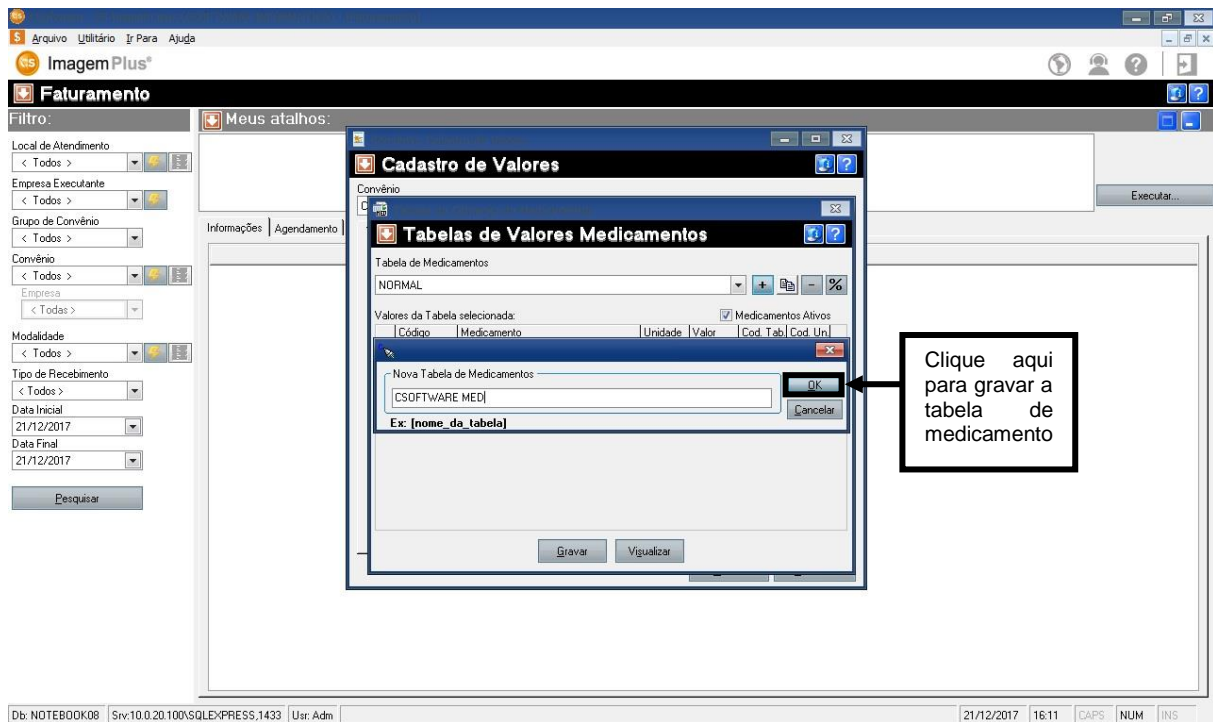 Arquivo Utilitário Ir Para Ajuda
CS ImagemPlus®
Faturamento
Filtro:
Meus atalhos:
Local de Atendimento
< Todos >
Empresa Executante
< Todos >
Grupo de Convênio
< Todos >
Convênio
< Todos >
Empresa
< Todas >
Modalidade
< Todos >
Tipo de Recebimento
< Todos >
Data Inicial
21/12/2017
Data Final
21/12/2017
Pesquisar
Executar...
Informações Agendamento
Cadastro de Valores
Convênio
C
Tabelas de Valores Medicamentos
Tabela de Medicamentos
NORMAL
+ - %
Valores da Tabela selecionada: Medicamentos Ativos
Código Medicamento Unidade Valor Cod. Tab. Cod. Un.
Nova Tabela de Medicamentos
CSOFTWARE MED
Ex: [nome_da_tabela]
OK
Cancelar
Gravar Visualizar
Clique aqui
para gravar a
tabela de
medicamento
Db: NOTEBOOK08 Srv:10.0.20.100\SQLEXPRESS,1433 Usr: Adm 21/12/2017 16:11 CAPS NUM INS